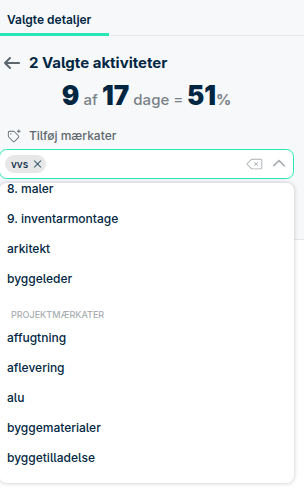 Valgte detaljer
2 Valgte aktiviteter
9 af 17 dage = 51%
Tilføj mærkater
vvs
8. maler
9. inventarmontage
arkitekt
byggeleder
PROJEKTMÆRKATER
affugtning
aflevering
alu
byggematerialer
byggetilladelse